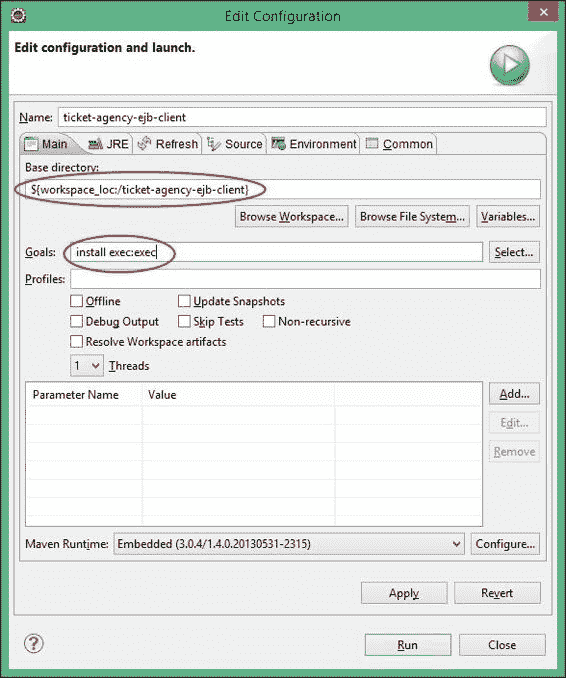 Edit Configuration
Edit configuration and launch.
Name: ticket-agency-ejb-client
Main JRE Refresh Source Environment Common
Base directory:
${workspace_loc:/ticket-agency-ejb-client}
Browse Workspace... Browse File System... Variables...
Goals: install exec:exec Select...
Profiles:
Offline Update Snapshots
Debug Output Skip Tests Non-recursive
Resolve Workspace artifacts
1 Threads
Parameter Name Value
Add...
Edit...
Remove
Maven Runtime: Embedded (3.0.4/1.4.0.20130531-2315) Configure...
Apply Revert
Run Close